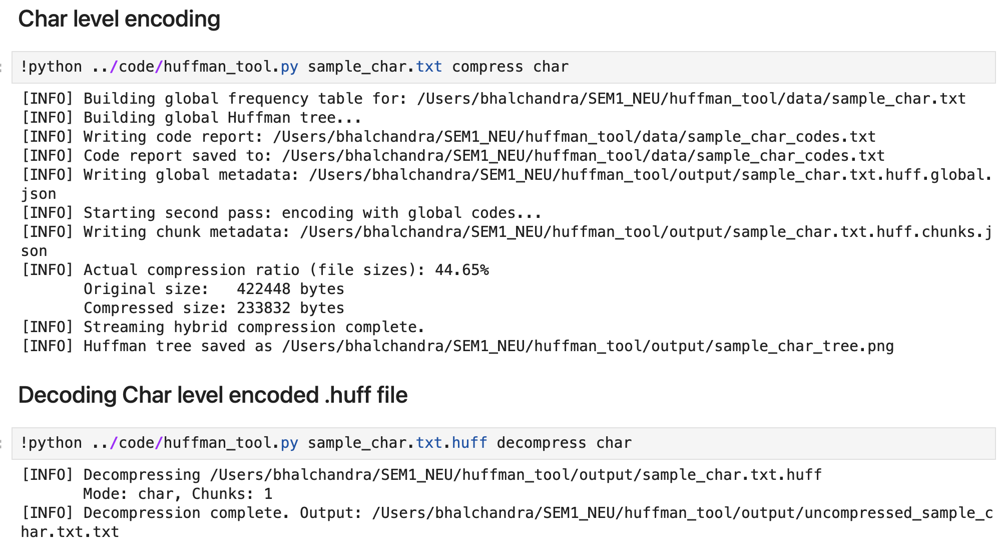 Char level encoding
!python ../code/huffman_tool.py sample_char.txt compress char
[INFO] Building global frequency table for: /Users/bhalchandra/SEM1_NEU/huffman_tool/data/sample_char.txt
[INFO] Building global Huffman tree...
[INFO] Writing code report: /Users/bhalchandra/SEM1_NEU/huffman_tool/data/sample_char_codes.txt
[INFO] Code report saved to: /Users/bhalchandra/SEM1_NEU/huffman_tool/data/sample_char_codes.txt
[INFO] Writing global metadata: /Users/bhalchandra/SEM1_NEU/huffman_tool/output/sample_char.txt.huff.global.
json
[INFO] Starting second pass: encoding with global codes...
[INFO] Writing chunk metadata: /Users/bhalchandra/SEM1_NEU/huffman_tool/output/sample_char.txt.huff.chunks.j
son
[INFO] Actual compression ratio (file sizes): 44.65%
       Original size:   422448 bytes
       Compressed size: 233832 bytes
[INFO] Streaming hybrid compression complete.
[INFO] Huffman tree saved as /Users/bhalchandra/SEM1_NEU/huffman_tool/output/sample_char_tree.png
Decoding Char level encoded .huff file
!python ../code/huffman_tool.py sample_char.txt.huff decompress char
[INFO] Decompressing /Users/bhalchandra/SEM1_NEU/huffman_tool/output/sample_char.txt.huff
       Mode: char, Chunks: 1
[INFO] Decompression complete. Output: /Users/bhalchandra/SEM1_NEU/huffman_tool/output/uncompressed_sample_c
har.txt.txt